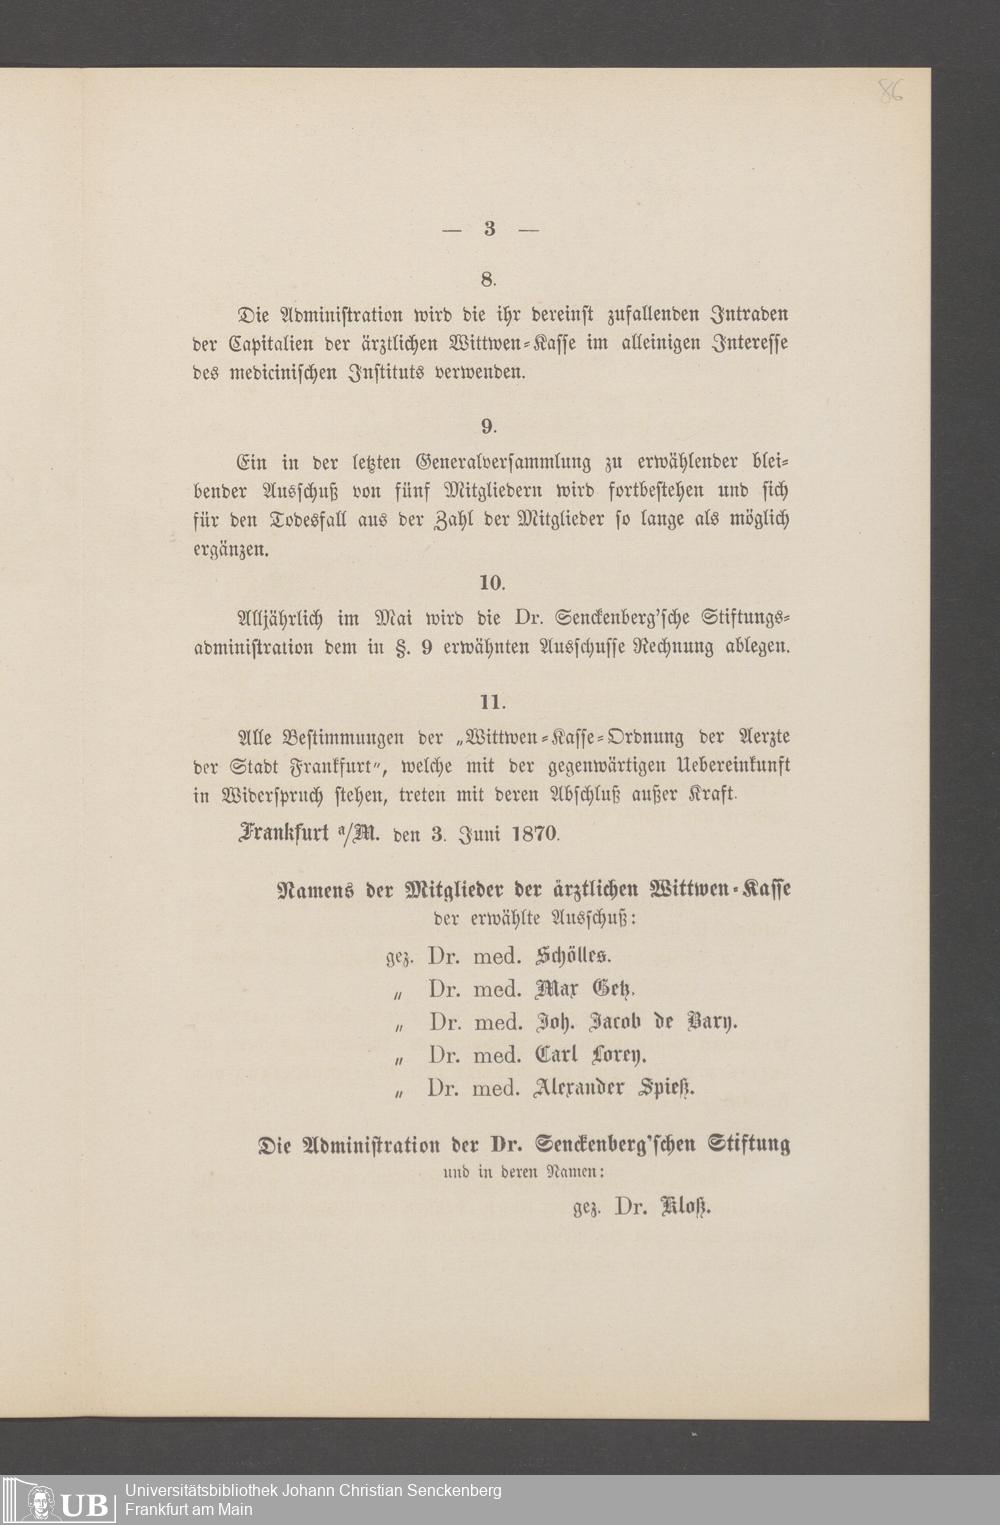 86
— 3 —
8.
Die Administration wird die ihr dereinst zufallenden Intraden
der Capitalien der ärztlichen Wittwen-Kasse im alleinigen Interesse
des medicinischen Instituts verwenden.
9.
Ein in der letzten Generalversammlung zu erwählender blei-
bender Ausschuß von fünf Mitgliedern wird fortbestehen und sich
für den Todesfall aus der Zahl der Mitglieder so lange als möglich
ergänzen.
10.
Alljährlich im Mai wird die Dr. Senckenberg'sche Stiftungs-
administration dem in §. 9 erwähnten Ausschusse Rechnung ablegen.
11.
Alle Bestimmungen der „Wittwen-Kasse-Ordnung der Aerzte
der Stadt Frankfurt“, welche mit der gegenwärtigen Uebereinkunft
in Widerspruch stehen, treten mit deren Abschluß außer Kraft.
Frankfurt a/M. den 3. Juni 1870.
Namens der Mitglieder der ärztlichen Wittwen-Kasse
der erwählte Ausschuß:
gez. Dr. med. Schölles.
„ Dr. med. Max Getz.
„ Dr. med. Joh. Jacob de Bary.
„ Dr. med. Carl Lorey.
„ Dr. med. Alexander Spieß.
Die Administration der Dr. Senckenberg'schen Stiftung
und in deren Namen:
gez. Dr. Kloß.
UB
Universitätsbibliothek Johann Christian Senckenberg
Frankfurt am Main